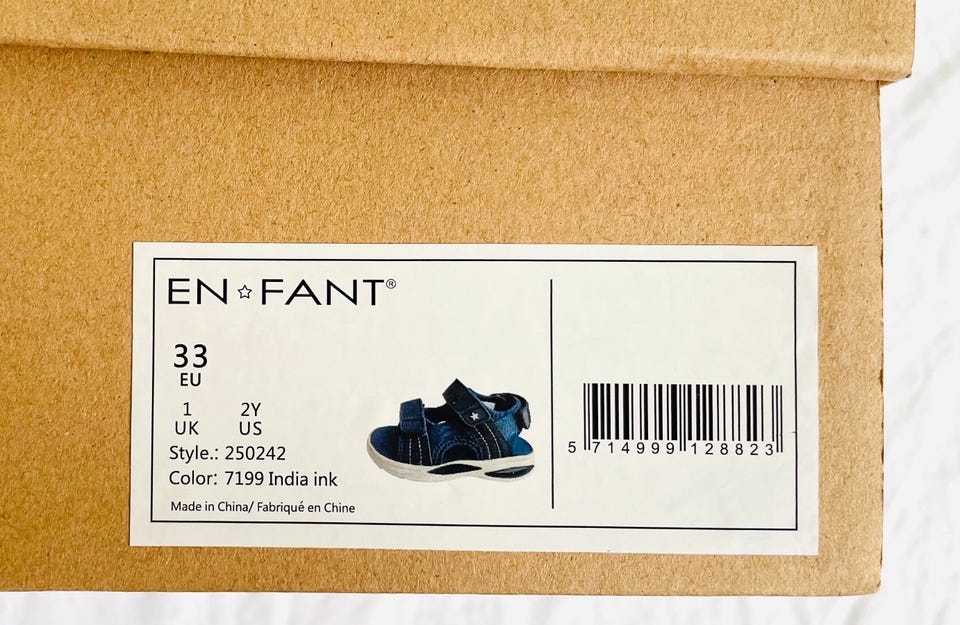 EN☆FANT®
33
EU
1 2Y
UK US
Style.: 250242
Color: 7199 India ink
Made in China/ Fabriqué en Chine
5 714999 128823